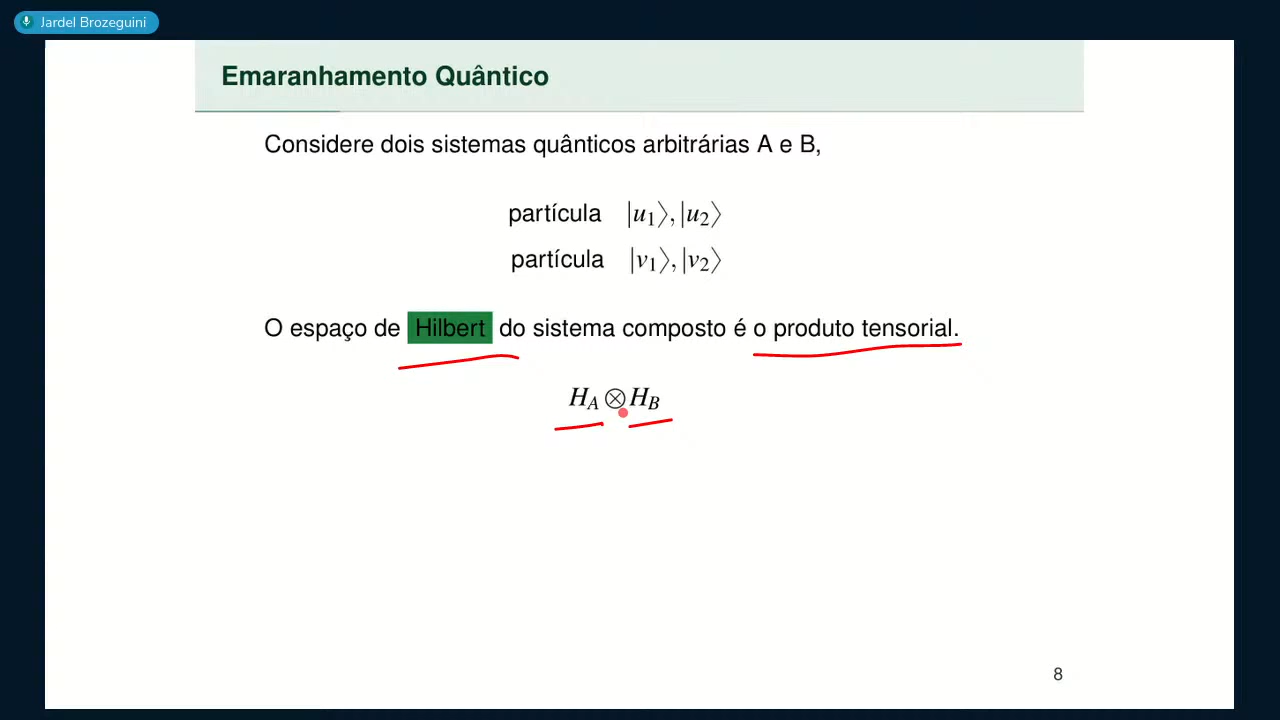 Jardel Brozeguini
Emaranhamento Quântico
Considere dois sistemas quânticos arbitrárias A e B,
partícula |u₁⟩,|u₂⟩
partícula |v₁⟩,|v₂⟩
O espaço de Hilbert do sistema composto é o produto tensorial.
H_A ⊗ H_B
8